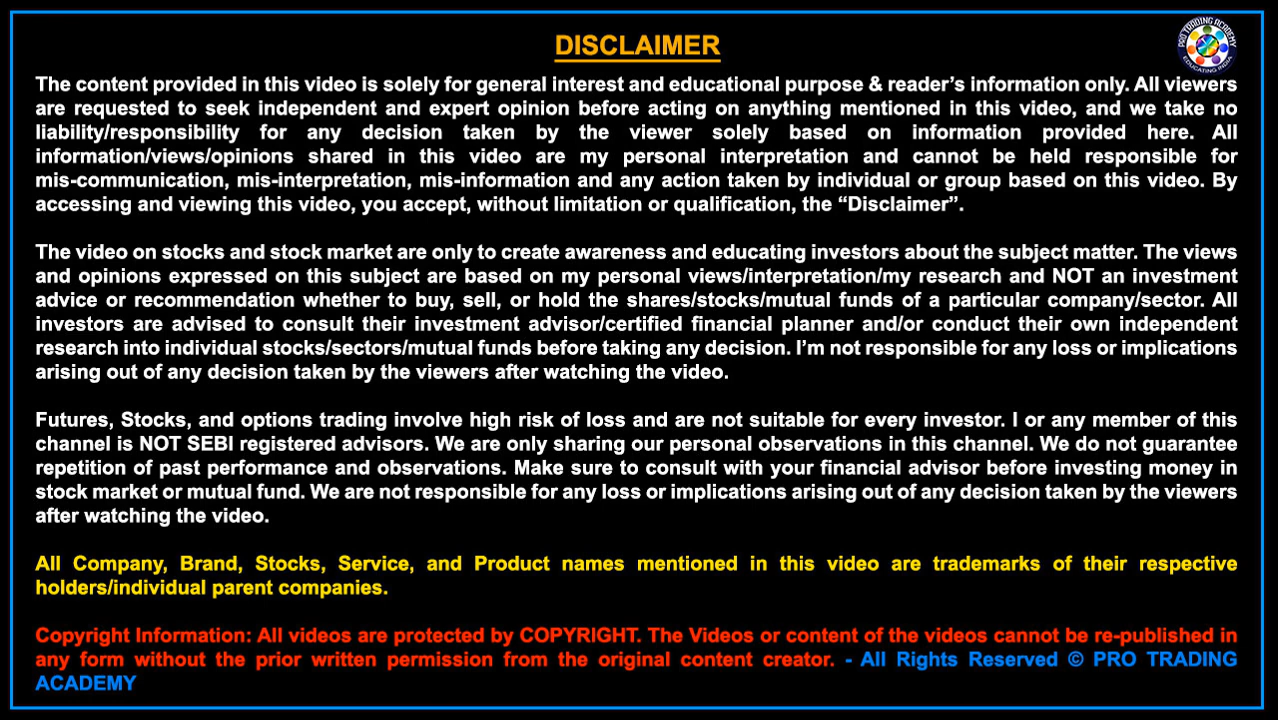 DISCLAIMER
PRO TRADING ACADEMY
EDUCATING INDIA
The content provided in this video is solely for general interest and educational purpose & reader's information only. All viewers
are requested to seek independent and expert opinion before acting on anything mentioned in this video, and we take no
liability/responsibility for any decision taken by the viewer solely based on information provided here. All
information/views/opinions shared in this video are my personal interpretation and cannot be held responsible for
mis-communication, mis-interpretation, mis-information and any action taken by individual or group based on this video. By
accessing and viewing this video, you accept, without limitation or qualification, the “Disclaimer”.
The video on stocks and stock market are only to create awareness and educating investors about the subject matter. The views
and opinions expressed on this subject are based on my personal views/interpretation/my research and NOT an investment
advice or recommendation whether to buy, sell, or hold the shares/stocks/mutual funds of a particular company/sector. All
investors are advised to consult their investment advisor/certified financial planner and/or conduct their own independent
research into individual stocks/sectors/mutual funds before taking any decision. I'm not responsible for any loss or implications
arising out of any decision taken by the viewers after watching the video.
Futures, Stocks, and options trading involve high risk of loss and are not suitable for every investor. I or any member of this
channel is NOT SEBI registered advisors. We are only sharing our personal observations in this channel. We do not guarantee
repetition of past performance and observations. Make sure to consult with your financial advisor before investing money in
stock market or mutual fund. We are not responsible for any loss or implications arising out of any decision taken by the viewers
after watching the video.
All Company, Brand, Stocks, Service, and Product names mentioned in this video are trademarks of their respective
holders/individual parent companies.
Copyright Information: All videos are protected by COPYRIGHT. The Videos or content of the videos cannot be re-published in
any form without the prior written permission from the original content creator. - All Rights Reserved © PRO TRADING
ACADEMY